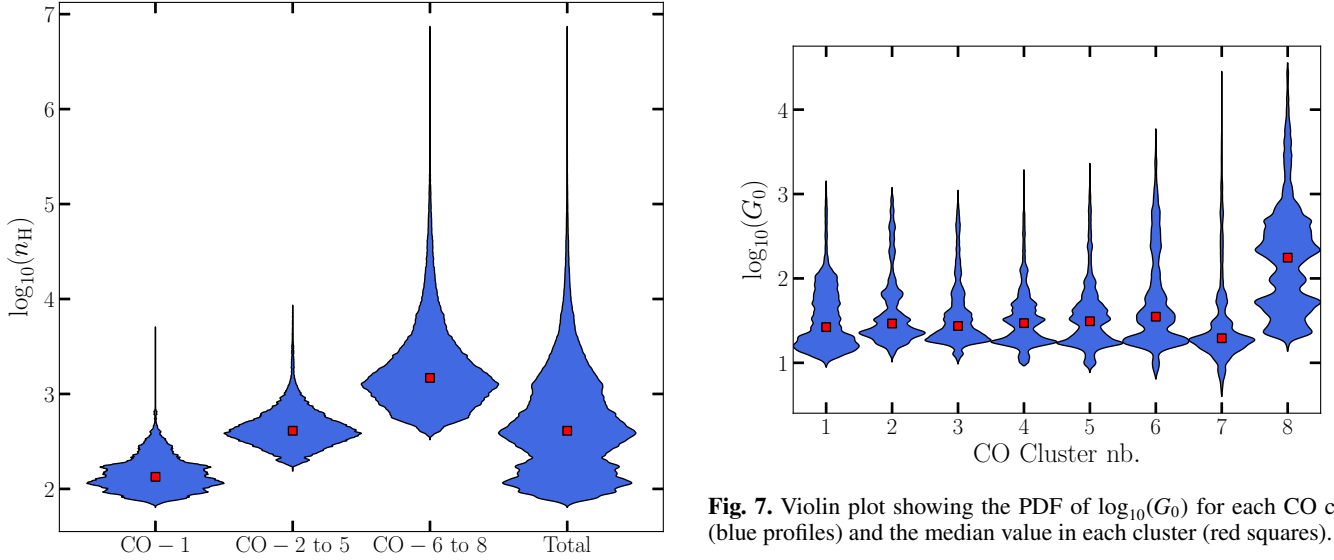 7
6
5
4
3
2
log₁₀(n_H)
CO − 1
CO − 2 to 5
CO − 6 to 8
Total
4
3
2
1
log₁₀(G₀)
1 2 3 4 5 6 7 8
CO Cluster nb.
Fig. 7. Violin plot showing the PDF of log₁₀(G₀) for each CO c
(blue profiles) and the median value in each cluster (red squares).